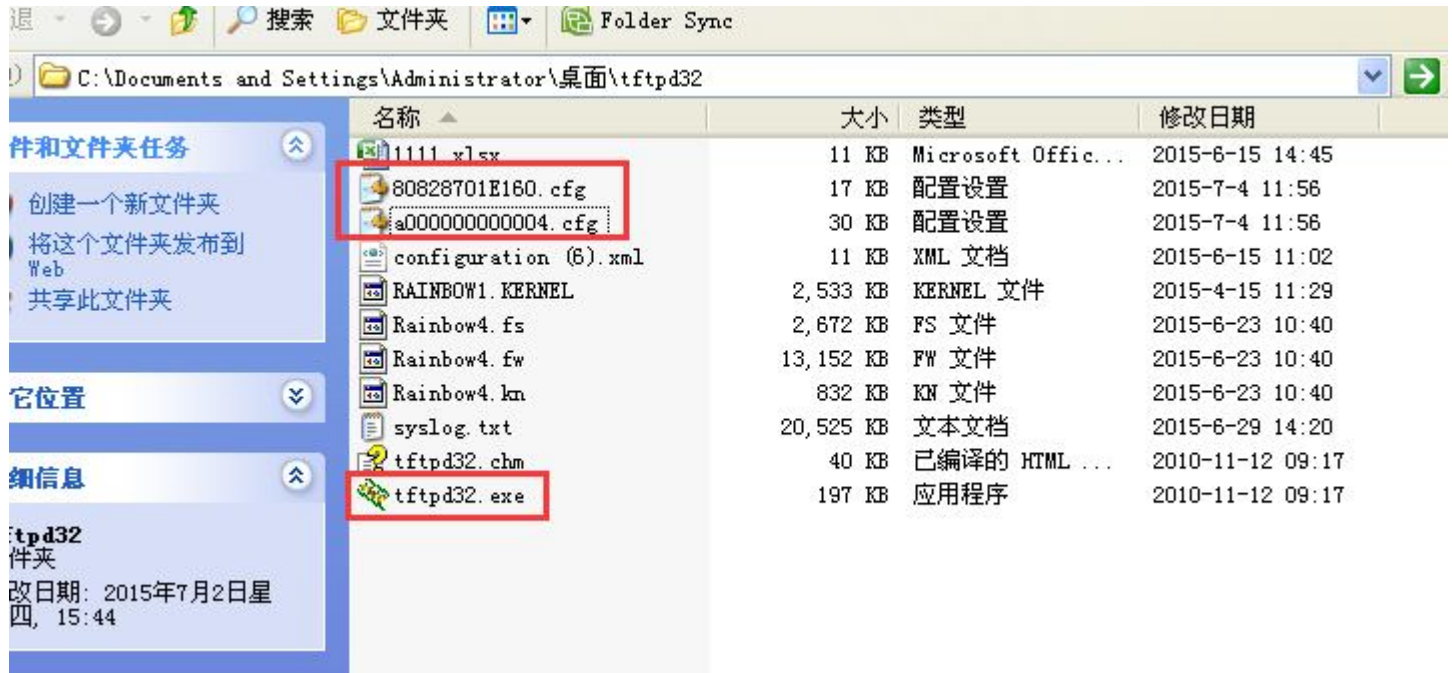 退 搜索 文件夹 Folder Sync
C:\Documents and Settings\Administrator\桌面\tftpd32
名称 大小 类型 修改日期
件和文件夹任务
创建一个新文件夹
将这个文件夹发布到
Web
共享此文件夹
它位置
细信息
tpd32
件夹
改日期: 2015年7月2日星
四, 15:44
1111.xlsx 11 KB Microsoft Offic... 2015-6-15 14:45
80828701E160.cfg 17 KB 配置设置 2015-7-4 11:56
a000000000004.cfg 30 KB 配置设置 2015-7-4 11:56
configuration (6).xml 11 KB XML 文档 2015-6-15 11:02
RAINBOW1.KERNEL 2,533 KB KERNEL 文件 2015-4-15 11:29
Rainbow4.fs 2,672 KB FS 文件 2015-6-23 10:40
Rainbow4.fw 13,152 KB FW 文件 2015-6-23 10:40
Rainbow4.kn 832 KB KN 文件 2015-6-23 10:40
syslog.txt 20,525 KB 文本文档 2015-6-29 14:20
tftpd32.chm 40 KB 已编译的 HTML ... 2010-11-12 09:17
tftpd32.exe 197 KB 应用程序 2010-11-12 09:17